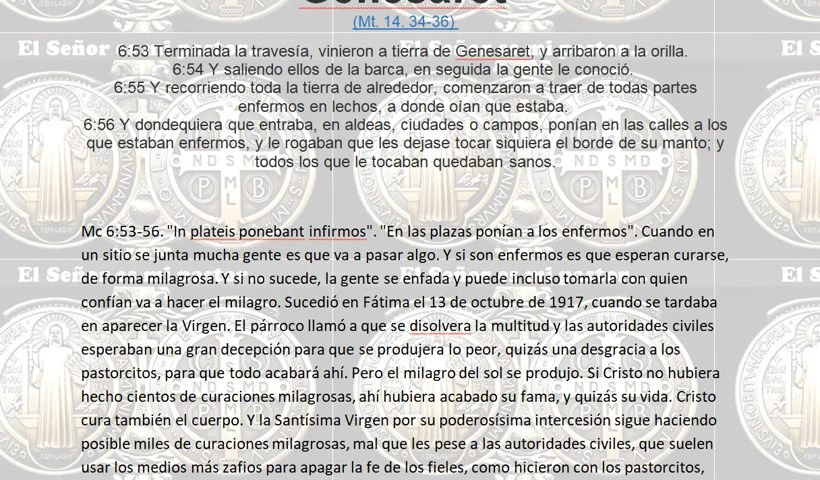 Genesaret
(Mt. 14. 34-36)
El Señor
El Se
6:53 Terminada la travesía, vinieron a tierra de Genesaret, y arribaron a la orilla.
6:54 Y saliendo ellos de la barca, en seguida la gente le conoció.
6:55 Y recorriendo toda la tierra de alrededor, comenzaron a traer de todas partes
enfermos en lechos, a donde oían que estaba.
6:56 Y dondequiera que entraba, en aldeas, ciudades o campos, ponían en las calles a los
que estaban enfermos, y le rogaban que les dejase tocar siquiera el borde de su manto; y
todos los que le tocaban quedaban sanos.
Mc 6:53-56. "In plateis ponebant infirmos". "En las plazas ponían a los enfermos". Cuando en
un sitio se junta mucha gente es que va a pasar algo. Y si son enfermos es que esperan curarse,
de forma milagrosa. Y si no sucede, la gente se enfada y puede incluso tomarla con quien
confían va a hacer el milagro. Sucedió en Fátima el 13 de octubre de 1917, cuando se tardaba
en aparecer la Virgen. El párroco llamó a que se disolvera la multitud y las autoridades civiles
esperaban una gran decepción para que se produjera lo peor, quizás una desgracia a los
pastorcitos, para que todo acabará ahí. Pero el milagro del sol se produjo. Si Cristo no hubiera
hecho cientos de curaciones milagrosas, ahí hubiera acabado su fama, y quizás su vida. Cristo
cura también el cuerpo. Y la Santísima Virgen por su poderosísima intercesión sigue haciendo
posible miles de curaciones milagrosas, mal que les pese a las autoridades civiles, que suelen
usar los medios más zafios para apagar la fe de los fieles, como hicieron con los pastorcitos,